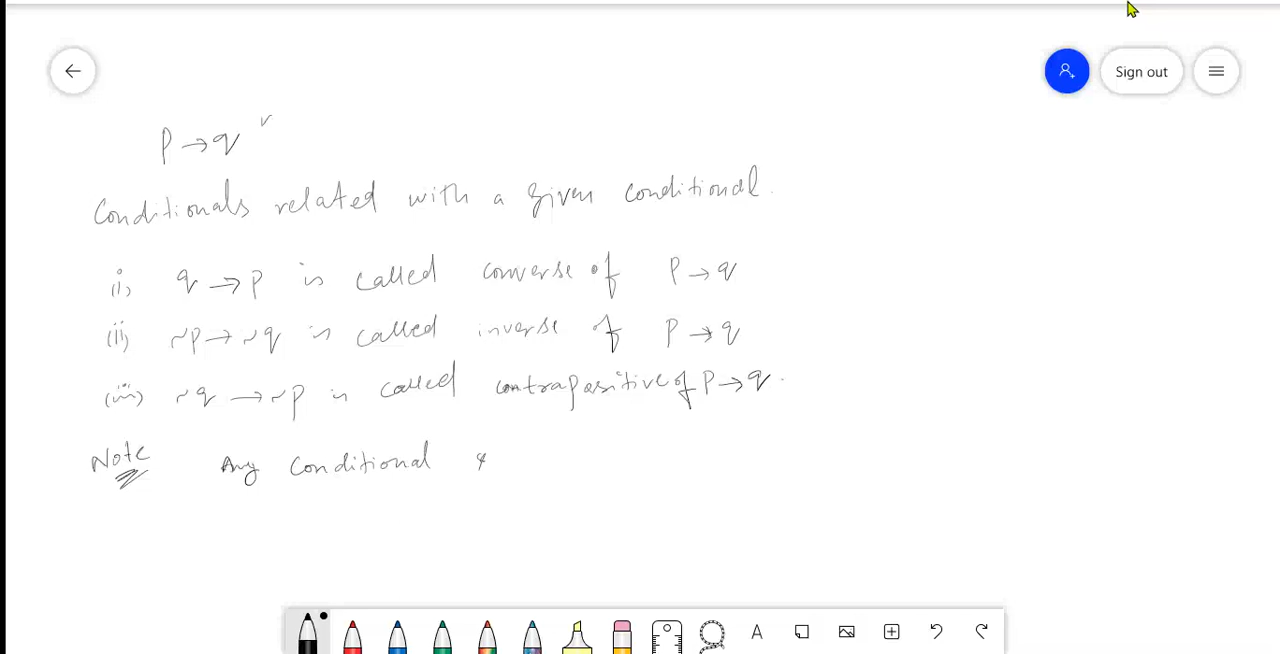 Sign out
P → q
Conditionals related with a given conditional.
(i) q → p is called converse of P → q
(ii) ~p → ~q is called inverse of P → q
(iii) ~q → ~p is called contrapositive of P → q.
Note Any Conditional &
A